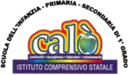 SCUOLA DELL'INFANZIA - PRIMARIA - SECONDARIA DI 1° GRADO
calò
ISTITUTO COMPRENSIVO STATALE